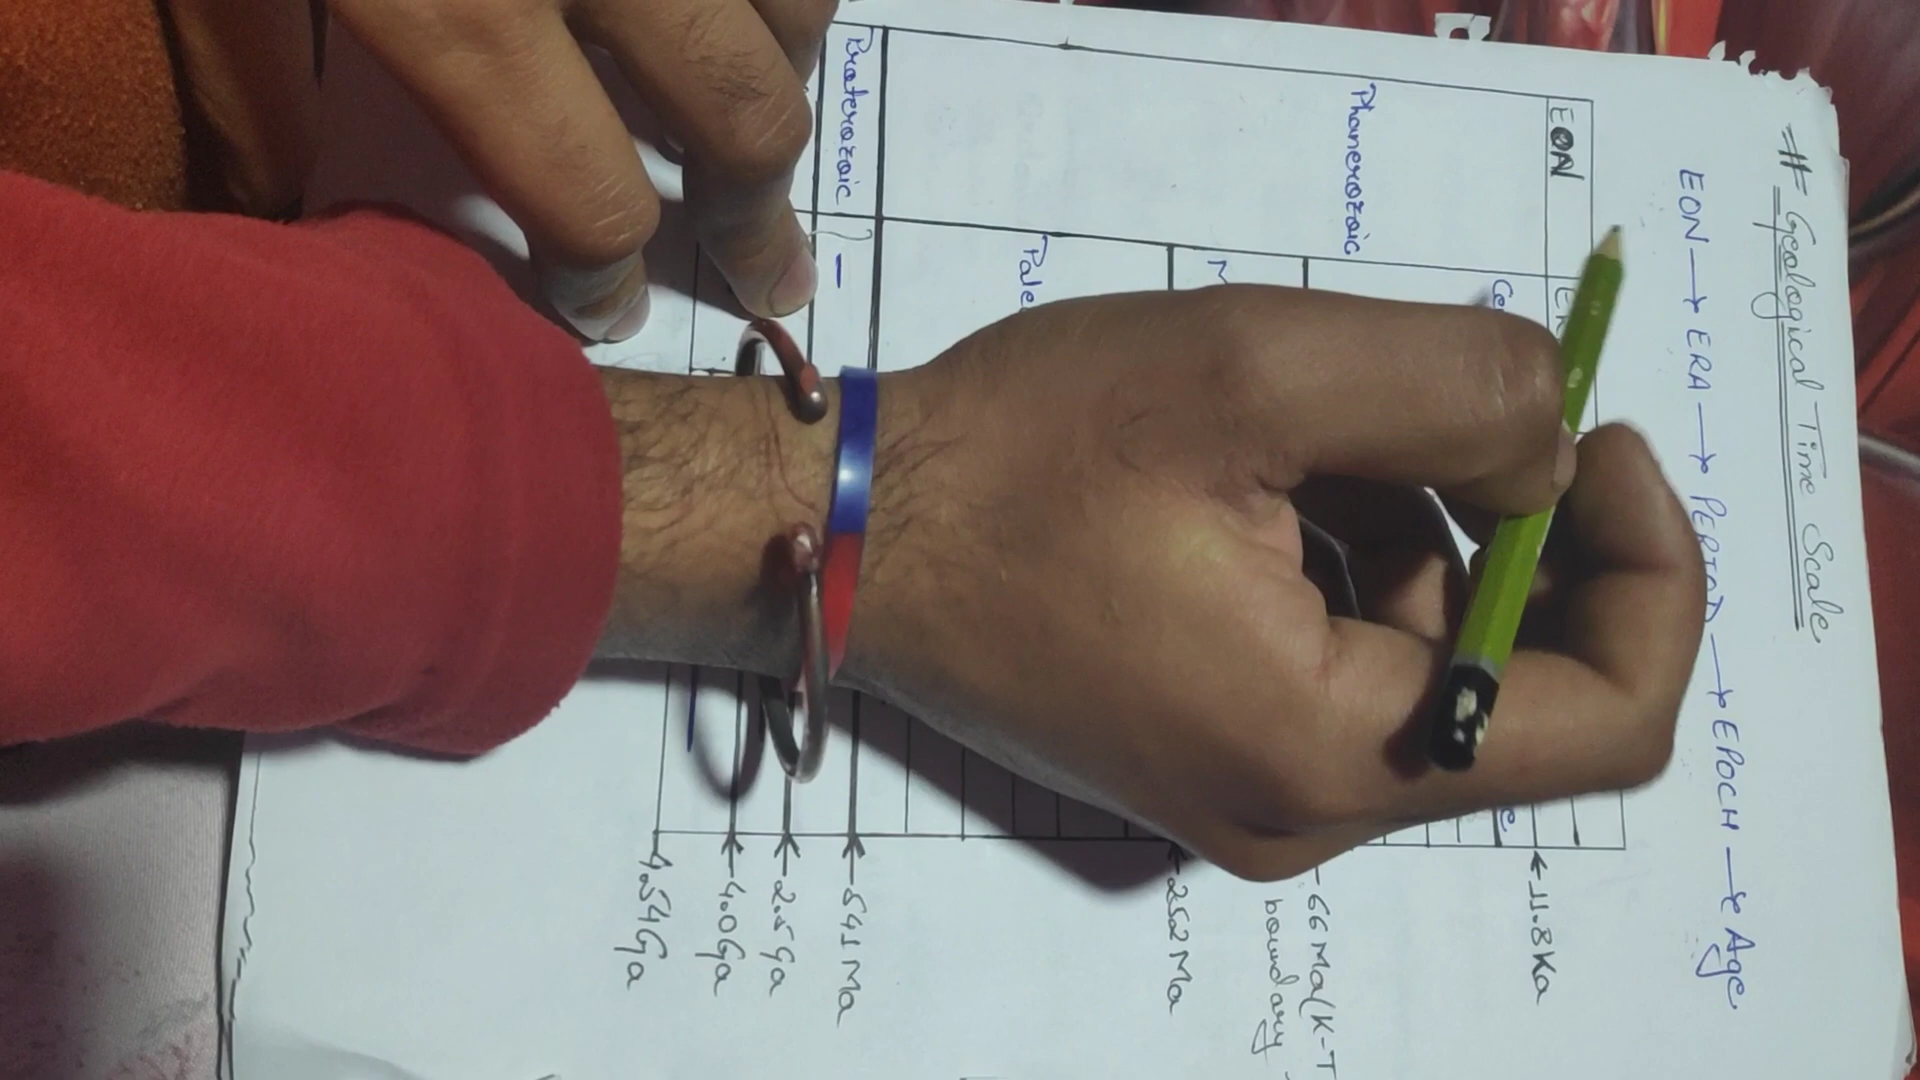 # Geological Time Scale
EON → ERA → PERIOD → EPOCH → Age
EON
Phanerozoic
← 11.8 Ka
66 Ma (K-T
boundary
← 252 Ma
Proterozoic –
← 541 Ma
← 2.5 Ga
← 4.0 Ga
4.54 Ga